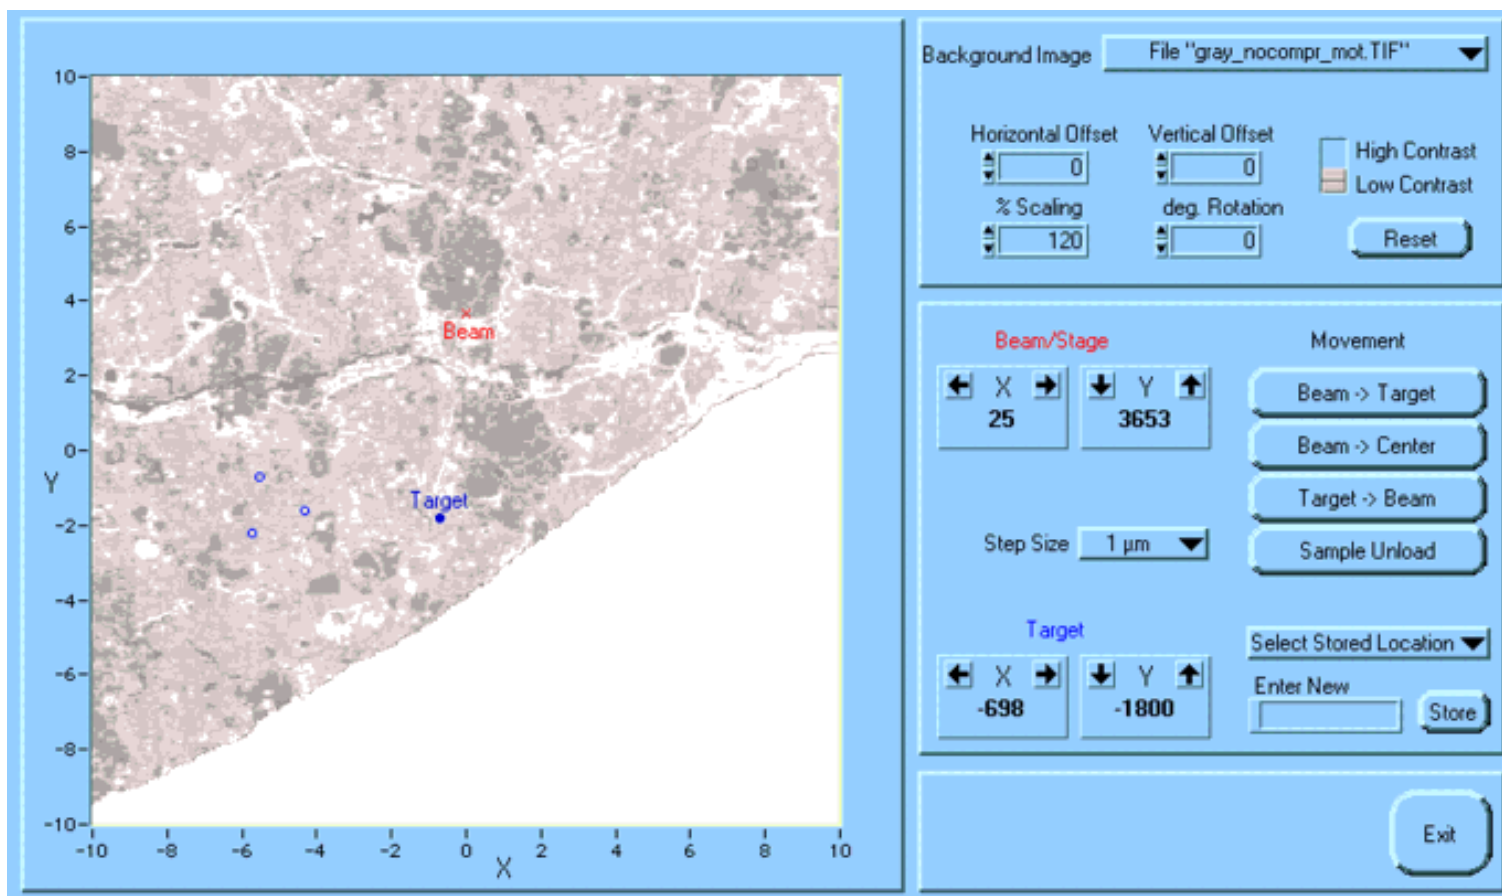 10
8
6
4
2
0
-2
-4
-6
-8
-10
Y
-10 -8 -6 -4 -2 0 2 4 6 8 10
X
Beam
Target
Background Image File "gray_nocompr_mot.TIF"
Horizontal Offset Vertical Offset
0 0
High Contrast
Low Contrast
% Scaling deg. Rotation
120 0
Reset
Beam/Stage
X Y
25 3653
Step Size 1 µm
Target
X Y
-698 -1800
Movement
Beam -> Target
Beam -> Center
Target -> Beam
Sample Unload
Select Stored Location
Enter New
Store
Exit